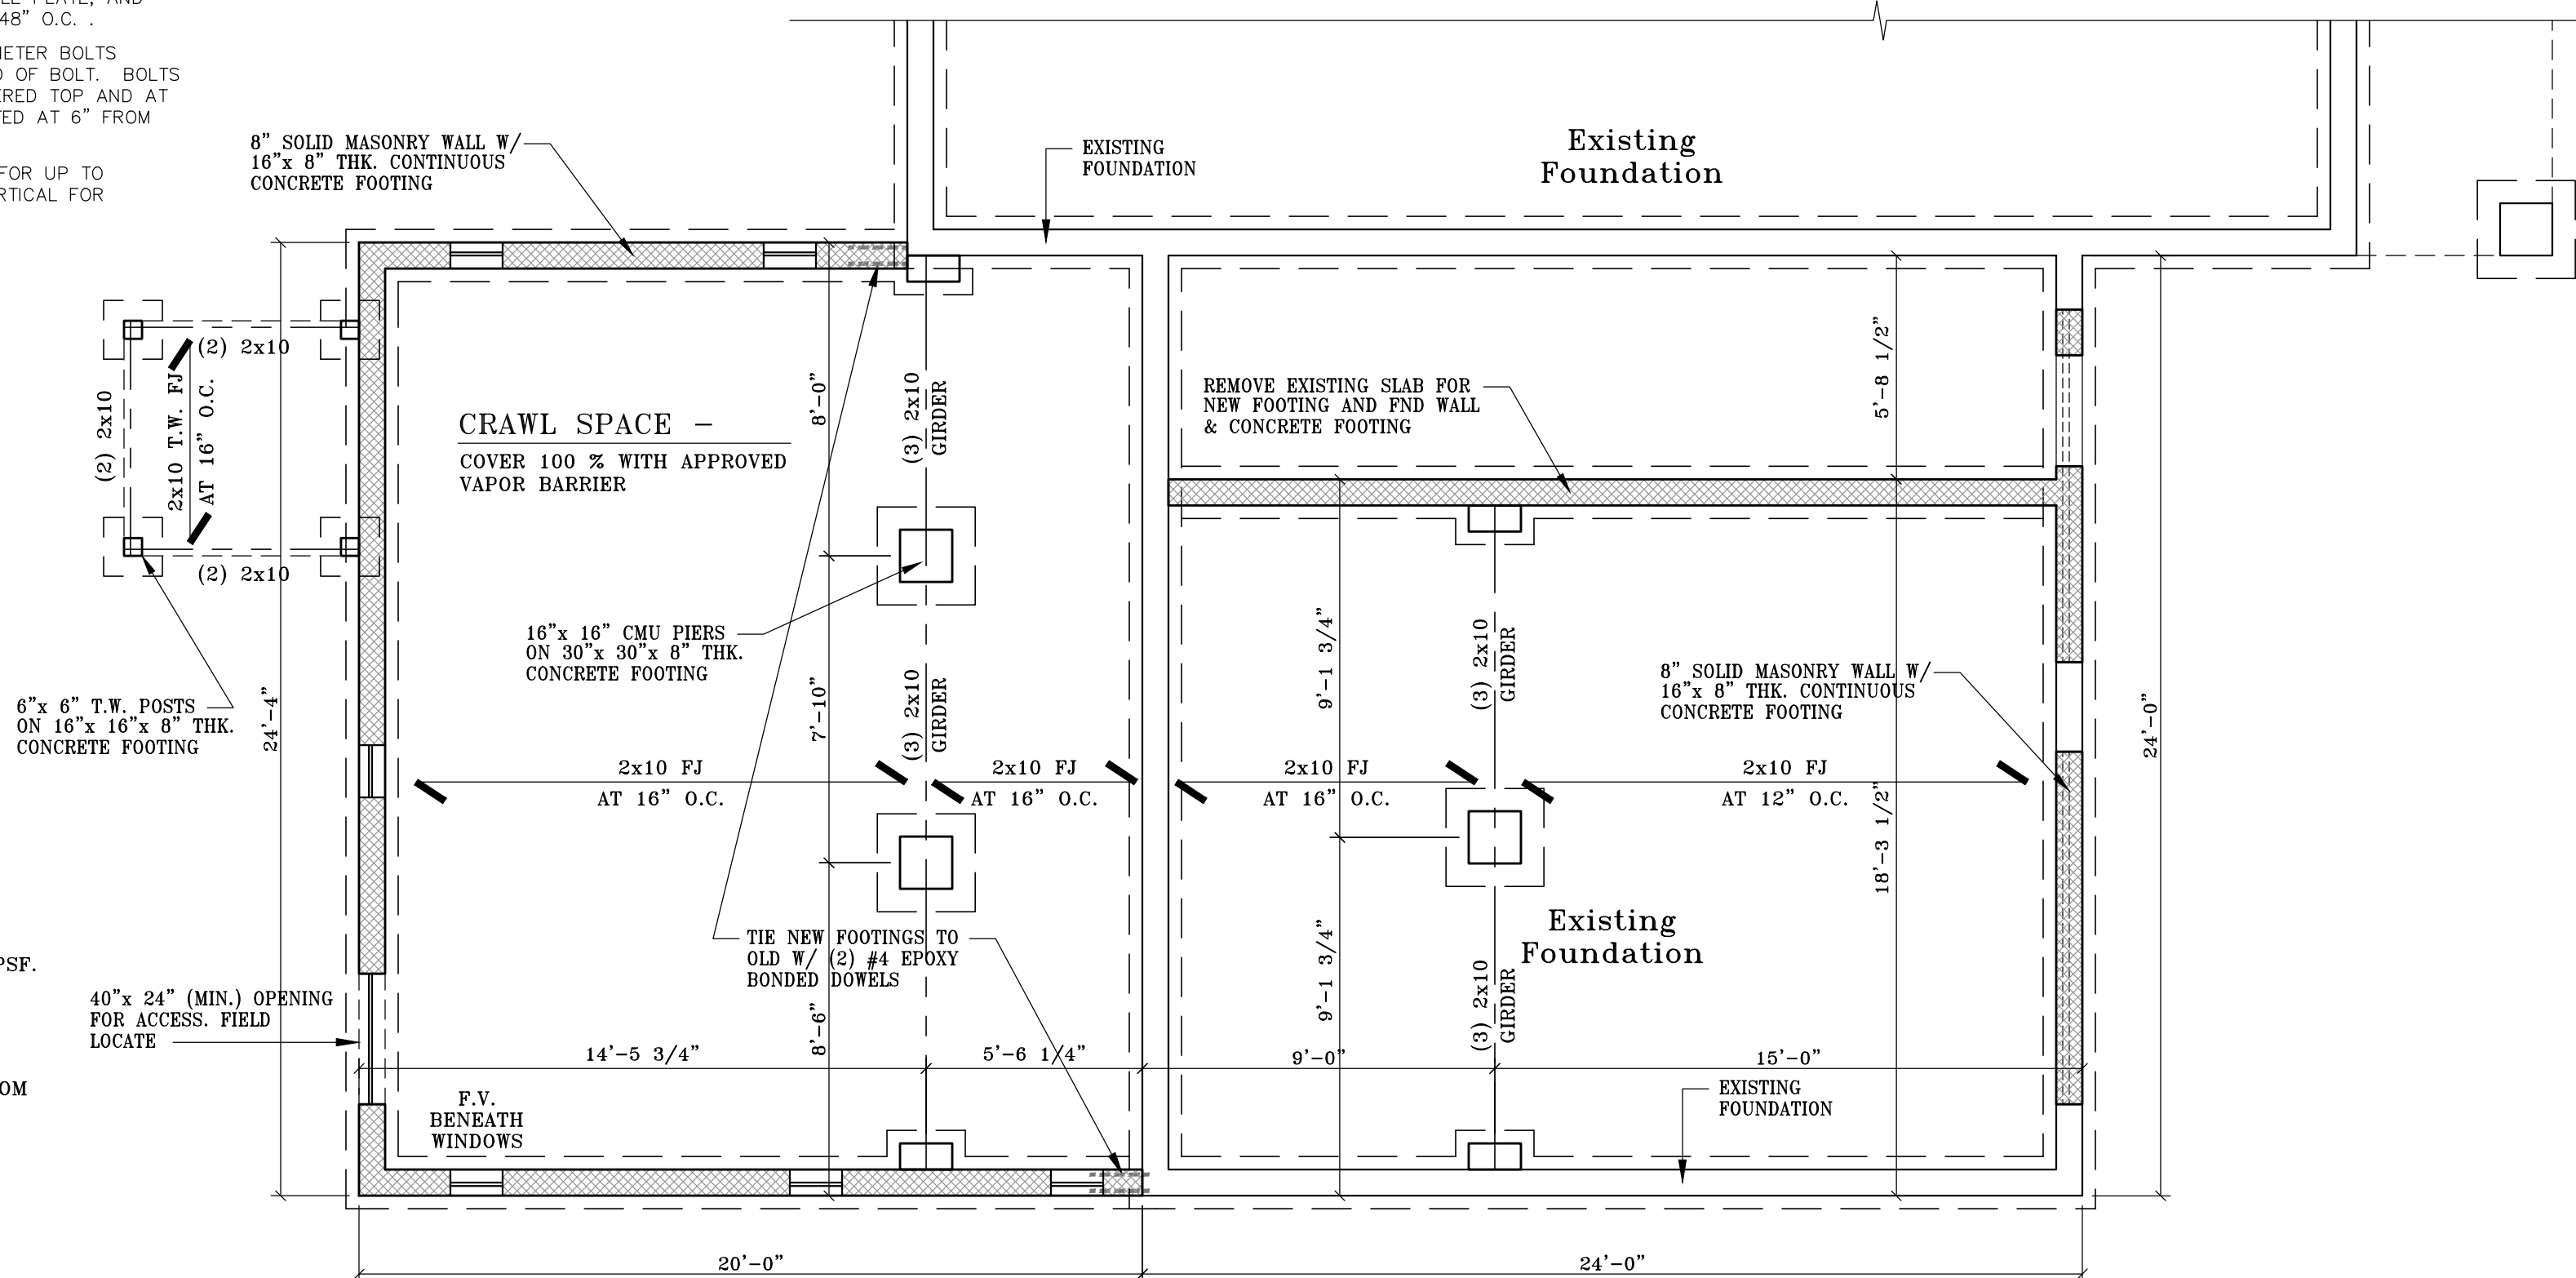 48" O.C. .
BOLTS
OF BOLT. BOLTS
TOP AND AT
AT 6" FROM
FOR UP TO
FOR
8" SOLID MASONRY WALL W/
16"x 8" THK. CONTINUOUS
CONCRETE FOOTING
EXISTING
FOUNDATION
Existing
Foundation
(2) 2x10
(2) 2x10
2x10 T.W. FJ
AT 16" O.C.
(2) 2x10
CRAWL SPACE -
COVER 100 % WITH APPROVED
VAPOR BARRIER
8'-0"
(3) 2x10
GIRDER
REMOVE EXISTING SLAB FOR
NEW FOOTING AND FND WALL
& CONCRETE FOOTING
5'-8 1/2"
16"x 16" CMU PIERS
ON 30"x 30"x 8" THK.
CONCRETE FOOTING
6"x 6" T.W. POSTS
ON 16"x 16"x 8" THK.
CONCRETE FOOTING
24'-4"
7'-10"
(3) 2x10
GIRDER
9'-1 3/4"
(3) 2x10
GIRDER
8" SOLID MASONRY WALL W/
16"x 8" THK. CONTINUOUS
CONCRETE FOOTING
24'-0"
2x10 FJ
AT 16" O.C.
2x10 FJ
AT 16" O.C.
2x10 FJ
AT 16" O.C.
2x10 FJ
AT 12" O.C.
18'-3 1/2"
Existing
Foundation
TIE NEW FOOTINGS TO
OLD W/ (2) #4 EPOXY
BONDED DOWELS
PSF.
40"x 24" (MIN.) OPENING
FOR ACCESS. FIELD
LOCATE
8'-6"
9'-1 3/4"
(3) 2x10
GIRDER
14'-5 3/4"
5'-6 1/4"
9'-0"
15'-0"
F.V.
BENEATH
WINDOWS
EXISTING
FOUNDATION
20'-0"
24'-0"